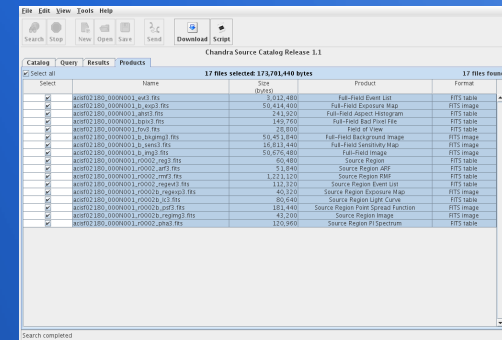 File Edit View Tools Help
Search Stop New Open Save Send Download Script
Chandra Source Catalog Release 1.1
Catalog Query Results Products
Select all 17 files selected: 173,701,440 bytes 17 files found
Select Name Size (bytes) Product Format
acisf02180_000N001_evt3.fits 3,012,480 Full-Field Event List FITS table
acisf02180_000N001_b_exp3.fits 50,414,400 Full-Field Exposure Map FITS image
acisf02180_000N001_ahst3.fits 241,920 Full-Field Aspect Histogram FITS table
acisf02180_000N001_bpix3.fits 149,760 Full-Field Bad Pixel File FITS table
acisf02180_000N001_fov3.fits 28,800 Field of View FITS table
acisf02180_000N001_b_bkgimg3.fits 50,451,840 Full-Field Background Image FITS image
acisf02180_000N001_b_sens3.fits 16,813,440 Full-Field Sensitivity Map FITS image
acisf02180_000N001_b_img3.fits 50,676,480 Full-Field Image FITS image
acisf02180_000N001_r0002_reg3.fits 60,480 Source Region FITS table
acisf02180_000N001_r0002_arf3.fits 51,840 Source Region ARF FITS table
acisf02180_000N001_r0002_rmf3.fits 1,221,120 Source Region RMF FITS table
acisf02180_000N001_r0002_regevt3.fits 112,320 Source Region Event List FITS table
acisf02180_000N001_r0002b_regexp3.fits 40,320 Source Region Exposure Map FITS image
acisf02180_000N001_r0002b_lc3.fits 80,640 Source Region Light Curve FITS table
acisf02180_000N001_r0002b_psf3.fits 181,440 Source Region Point Spread Function FITS image
acisf02180_000N001_r0002b_regimg3.fits 43,200 Source Region Image FITS image
acisf02180_000N001_r0002_pha3.fits 120,960 Source Region PI Spectrum FITS table
Search completed